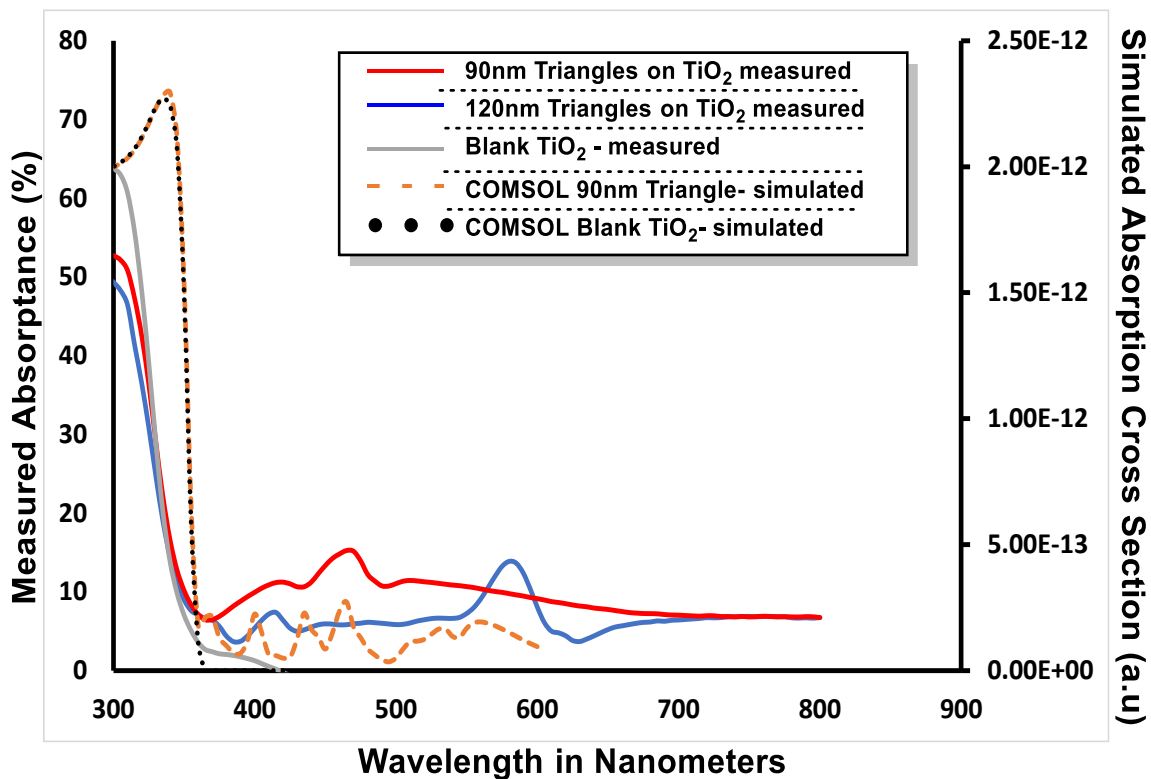 80
70
60
50
40
30
20
10
0
Measured Absorptance (%)
90nm Triangles on TiO2 measured
120nm Triangles on TiO2 measured
Blank TiO2 - measured
COMSOL 90nm Triangle- simulated
COMSOL Blank TiO2- simulated
2.50E-12
2.00E-12
1.50E-12
1.00E-12
5.00E-13
0.00E+00
Simulated Absorption Cross Section (a.u)
300 400 500 600 700 800 900
Wavelength in Nanometers